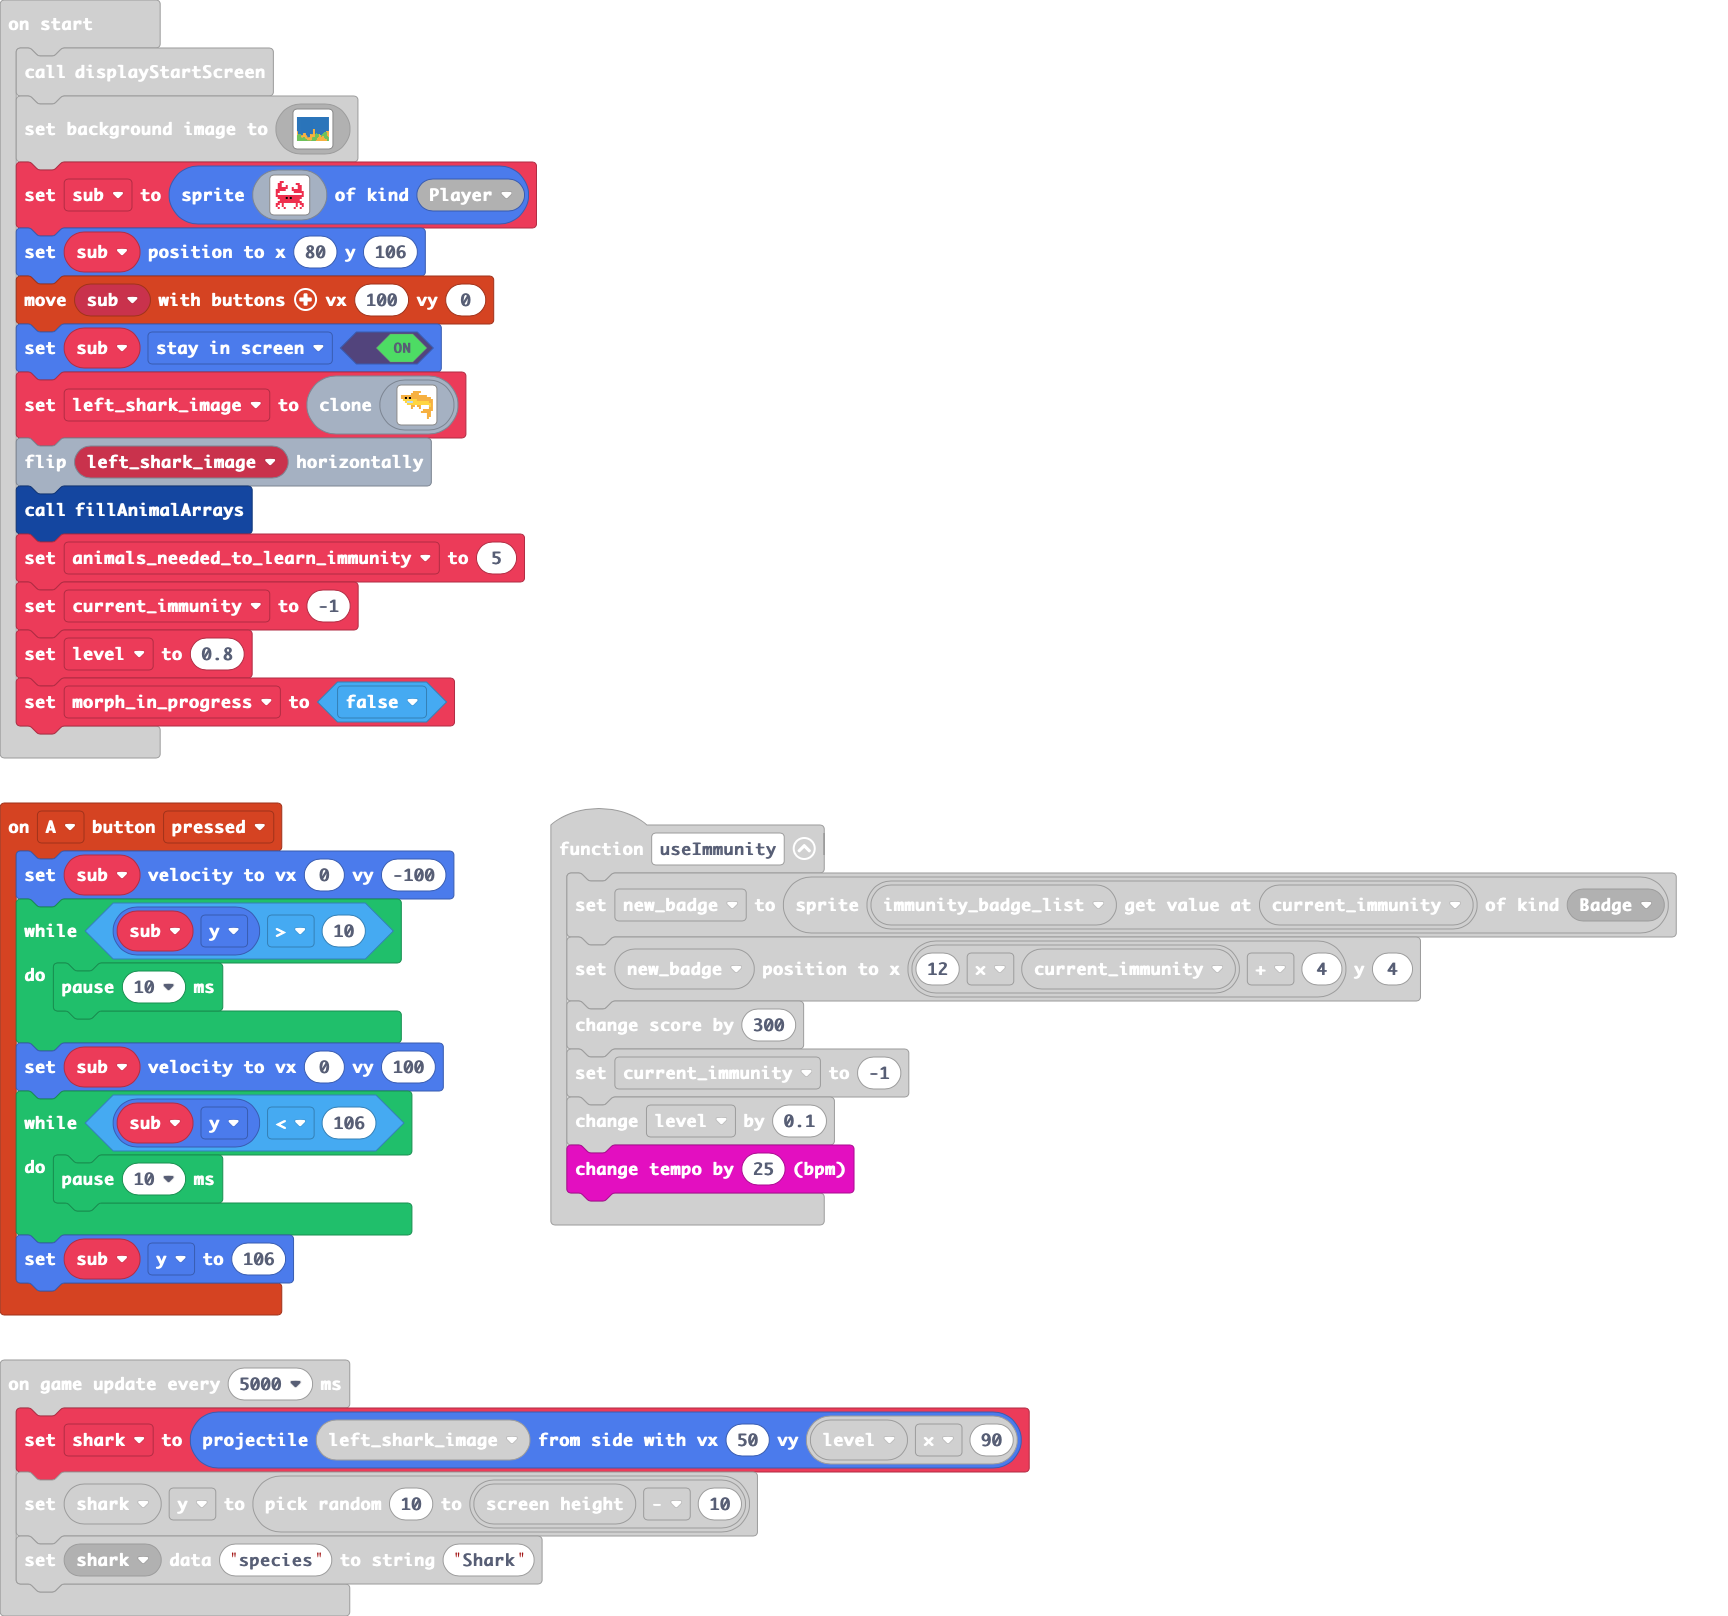 on start
call displayStartScreen
set background image to
set sub to sprite of kind Player
set sub position to x 80 y 106
move sub with buttons vx 100 vy 0
set sub stay in screen ON
set left_shark_image to clone
flip left_shark_image horizontally
call fillAnimalArrays
set animals_needed_to_learn_immunity to 5
set current_immunity to -1
set level to 0.8
set morph_in_progress to false
on A button pressed
set sub velocity to vx 0 vy -100
while sub y > 10
do
pause 10 ms
set sub velocity to vx 0 vy 100
while sub y < 106
do
pause 10 ms
set sub y to 106
function useImmunity
set new_badge to sprite immunity_badge_list get value at current_immunity of kind Badge
set new_badge position to x 12 x current_immunity + 4 y 4
change score by 300
set current_immunity to -1
change level by 0.1
change tempo by 25 (bpm)
on game update every 5000 ms
set shark to projectile left_shark_image from side with vx 50 vy level x 90
set shark y to pick random 10 to screen height - 10
set shark data "species" to string "Shark"